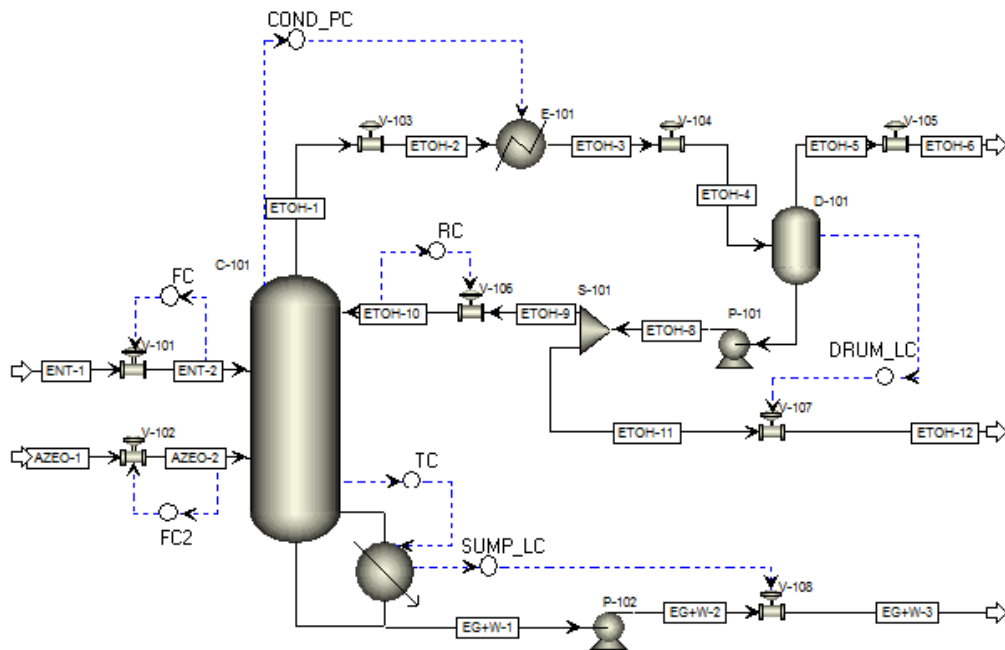 COND_PC
V-103
ETOH-2
E-101
ETOH-3
V-104
ETOH-5
V-105
ETOH-6
ETOH-1
ETOH-4
D-101
C-101
RC
FC
ETOH-10
V-106
ETOH-9
S-101
ETOH-8
P-101
V-101
ENT-1
ENT-2
DRUM_LC
V-107
ETOH-11
ETOH-12
V-102
AZEO-1
AZEO-2
TC
FC2
SUMP_LC
V-108
P-102
EG+W-1
EG+W-2
EG+W-3